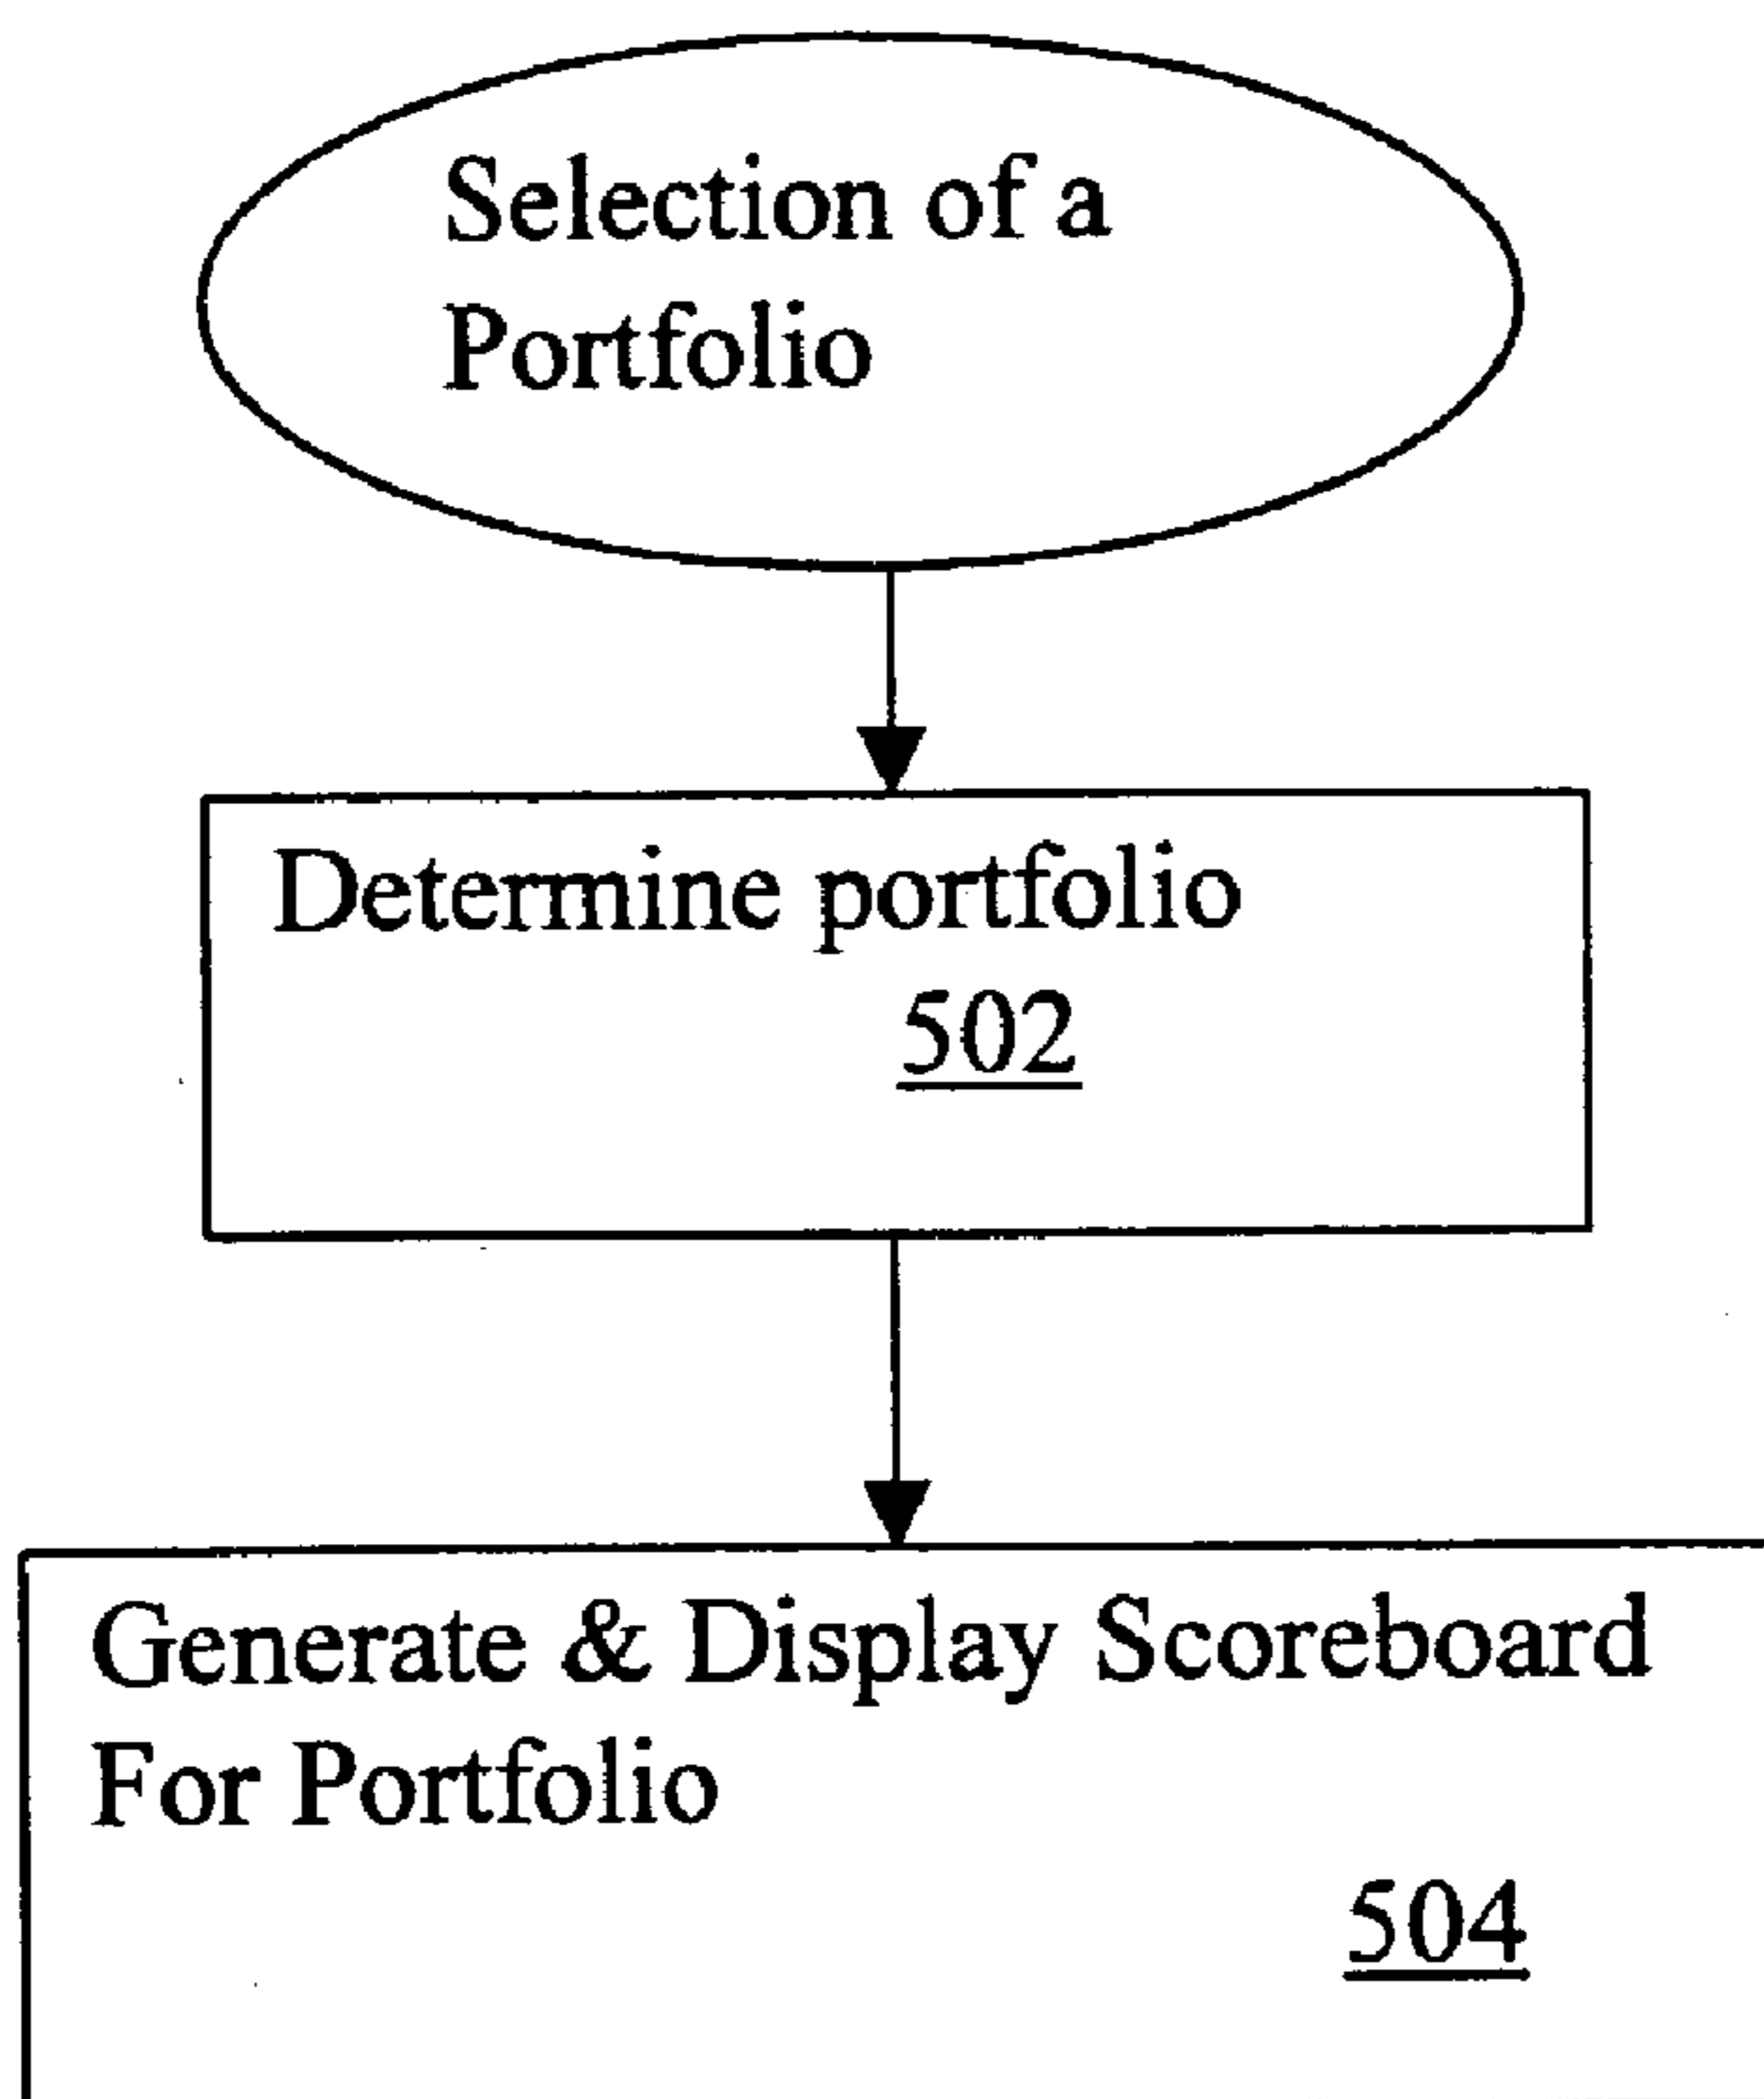 Selection of a
Portfolio
Determine portfolio
502
Generate & Display Scoreboard
For Portfolio
504